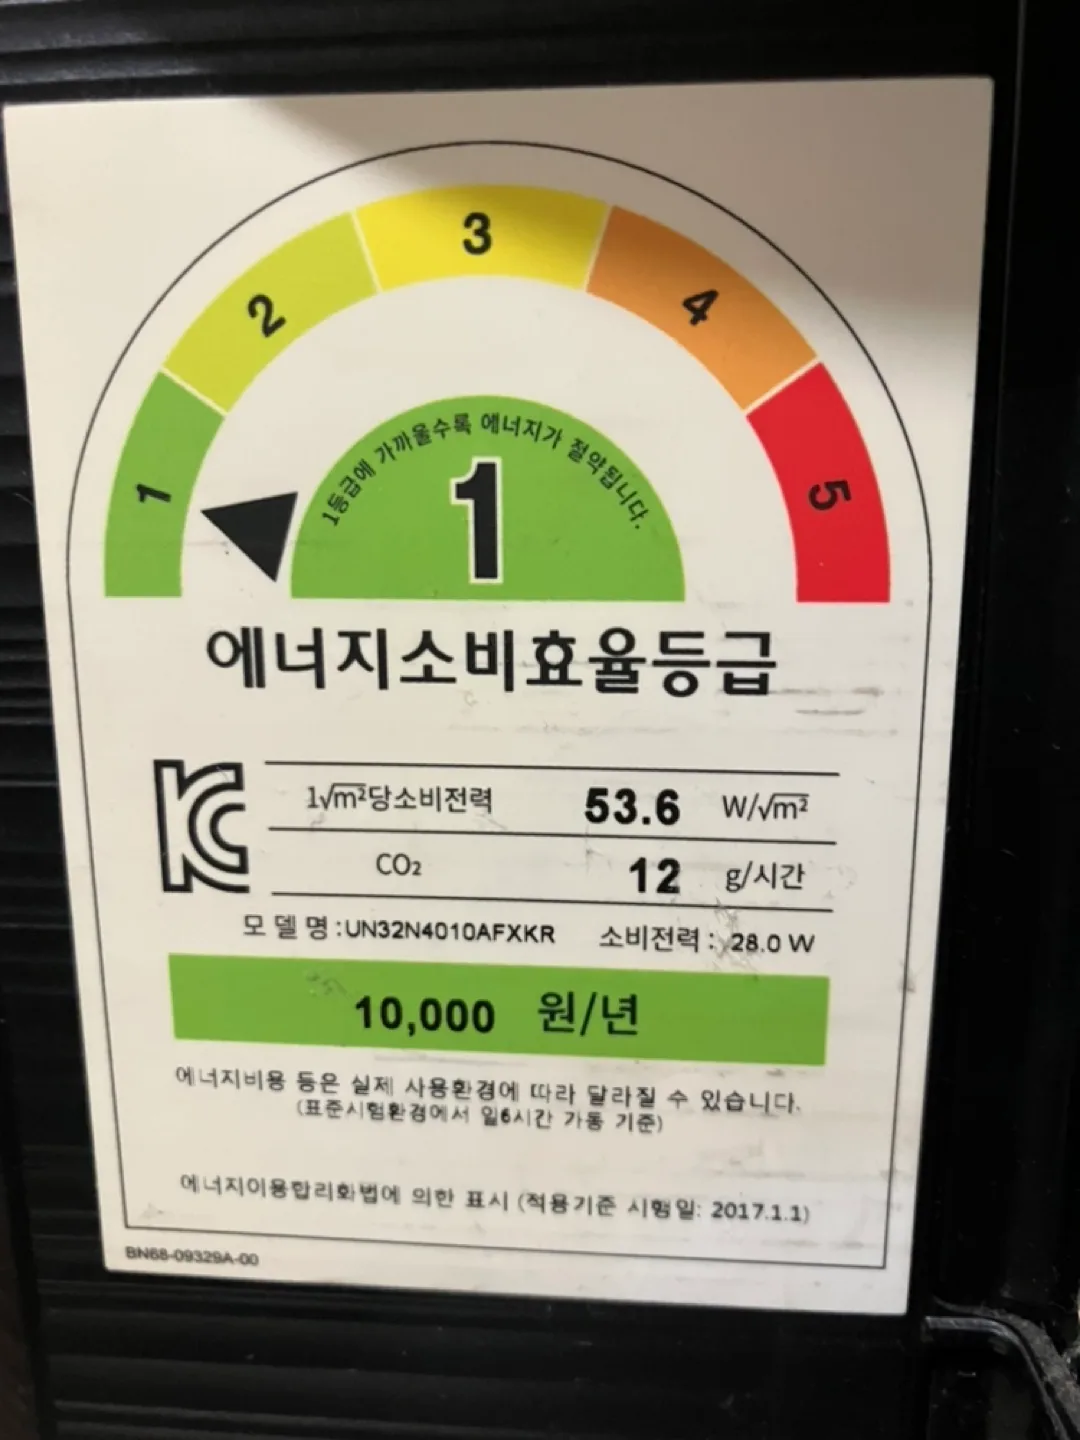 3
2
4
1
5
1등급에 가까울수록 에너지가 절약됩니다.
1
에너지소비효율등급
1√m²당소비전력 53.6 W/√m²
CO₂ 12 g/시간
모델명:UN32N4010AFXKR 소비전력: 28.0 W
10,000 원/년
에너지비용 등은 실제 사용환경에 따라 달라질 수 있습니다.
(표준시험환경에서 일6시간 가동 기준)
에너지이용합리화법에 의한 표시 (적용기준 시행일: 2017.1.1)
BN68-09329A-00